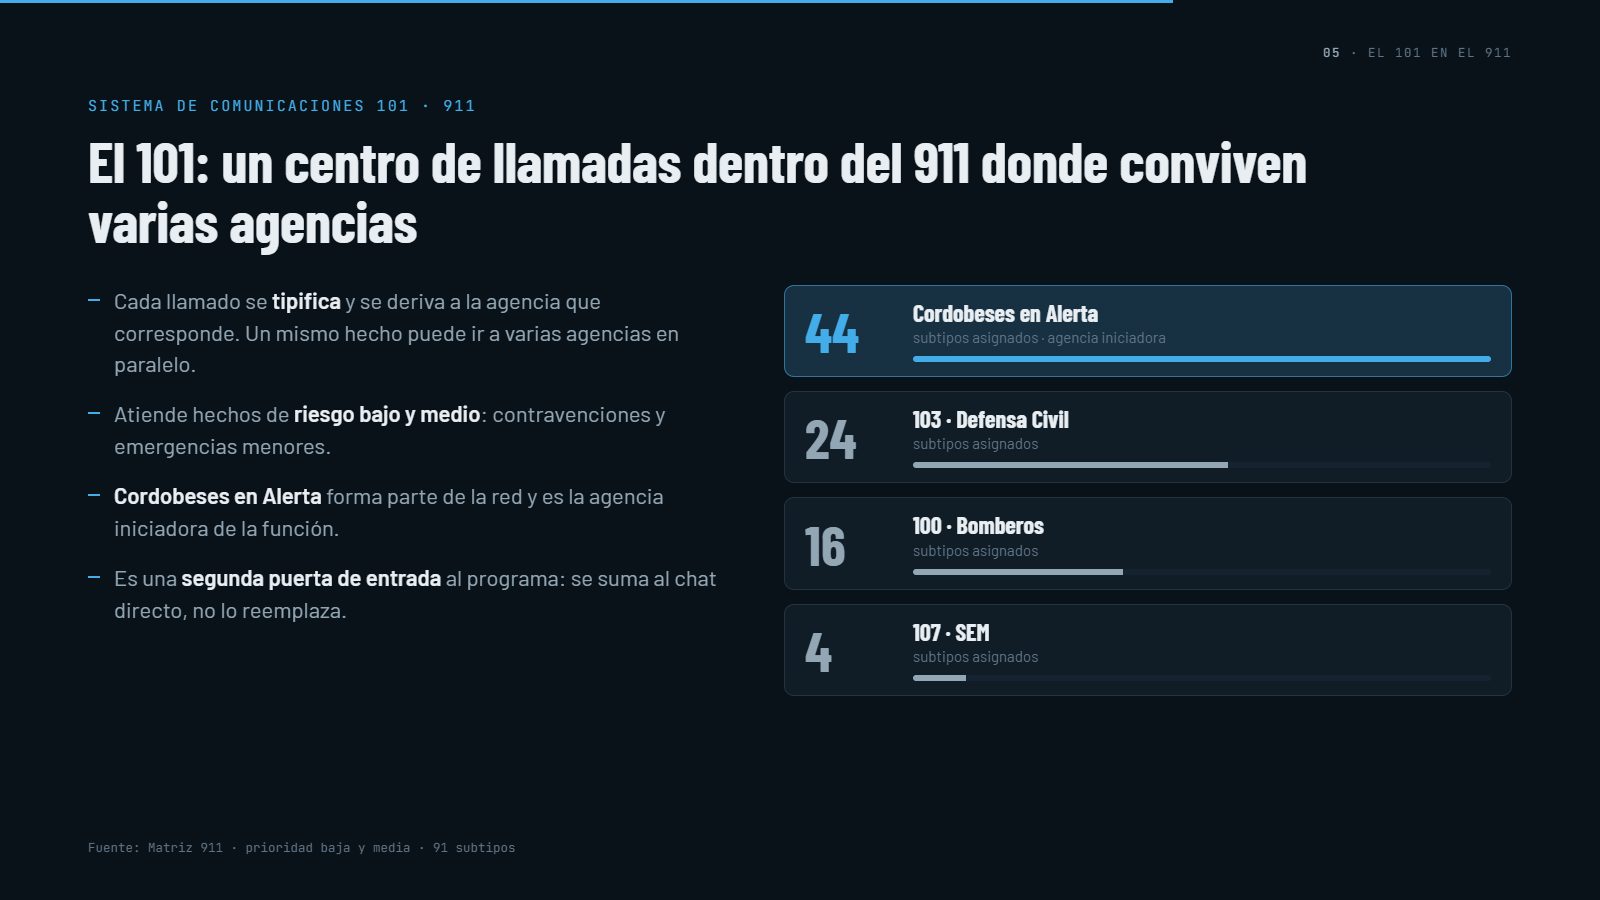 05 · EL 101 EN EL 911
SISTEMA DE COMUNICACIONES 101 · 911
El 101: un centro de llamadas dentro del 911 donde conviven
varias agencias
— Cada llamado se tipifica y se deriva a la agencia que
corresponde. Un mismo hecho puede ir a varias agencias en
paralelo.
— Atiende hechos de riesgo bajo y medio: contravenciones y
emergencias menores.
— Cordobeses en Alerta forma parte de la red y es la agencia
iniciadora de la función.
— Es una segunda puerta de entrada al programa: se suma al chat
directo, no lo reemplaza.
44
Cordobeses en Alerta
subtipos asignados · agencia iniciadora
24
103 · Defensa Civil
subtipos asignados
16
100 · Bomberos
subtipos asignados
4
107 · SEM
subtipos asignados
Fuente: Matriz 911 · prioridad baja y media · 91 subtipos